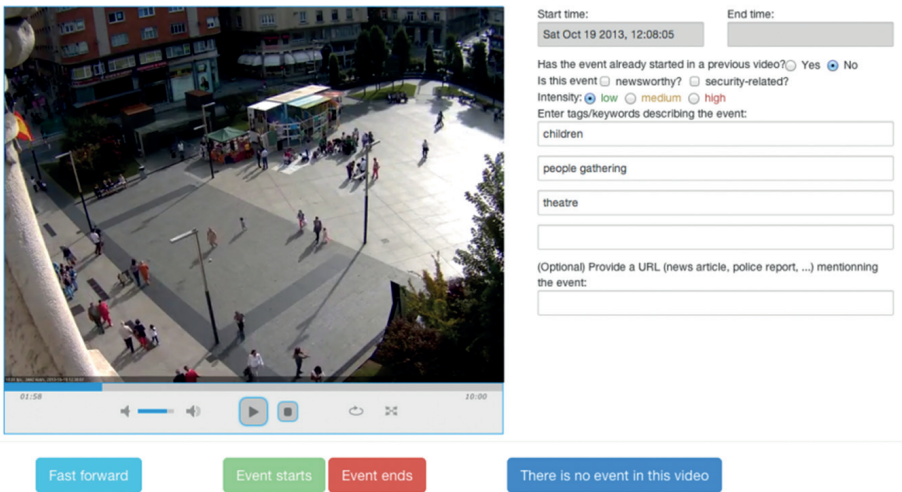 Start time:
End time:
Sat Oct 19 2013, 12:08:05
Has the event already started in a previous video? Yes No
Is this event newsworthy? security-related?
Intensity: low medium high
Enter tags/keywords describing the event:
children
people gathering
theatre
(Optional) Provide a URL (news article, police report, ...) mentionning
the event:
01:58
10:00
Fast forward
Event starts
Event ends
There is no event in this video